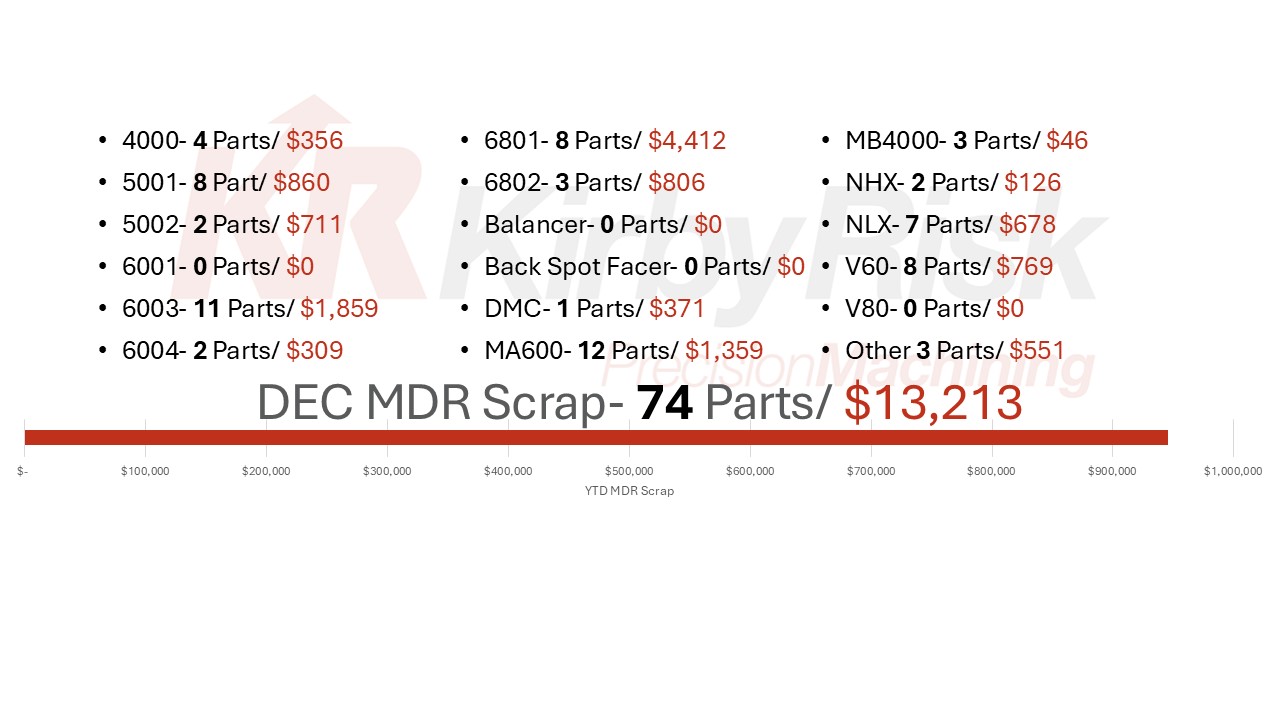 • 4000- 4 Parts/ $356
• 5001- 8 Part/ $860
• 5002- 2 Parts/ $711
• 6001- 0 Parts/ $0
• 6003- 11 Parts/ $1,859
• 6004- 2 Parts/ $309
• 6801- 8 Parts/ $4,412
• 6802- 3 Parts/ $806
• Balancer- 0 Parts/ $0
• Back Spot Facer- 0 Parts/ $0
• DMC- 1 Parts/ $371
• MA600- 12 Parts/ $1,359
• MB4000- 3 Parts/ $46
• NHX- 2 Parts/ $126
• NLX- 7 Parts/ $678
• V60- 8 Parts/ $769
• V80- 0 Parts/ $0
• Other 3 Parts/ $551
KR KirbyRisk
PrecisionMachining
DEC MDR Scrap- 74 Parts/ $13,213
$- $100,000 $200,000 $300,000 $400,000 $500,000 $600,000 $700,000 $800,000 $900,000 $1,000,000
YTD MDR Scrap